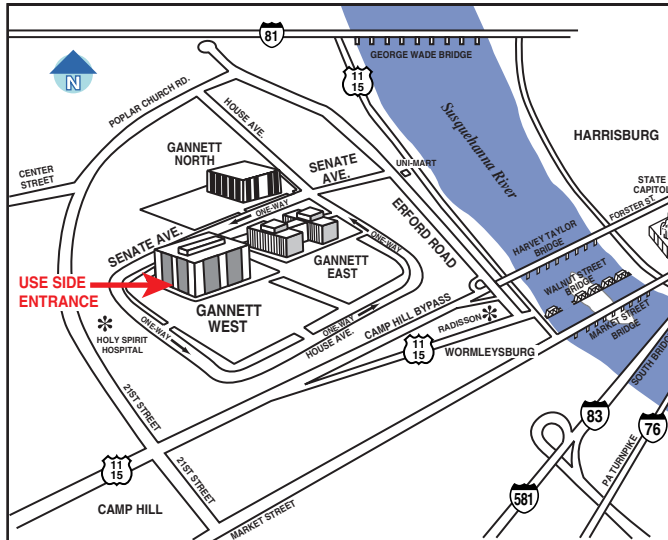 81
GEORGE WADE BRIDGE
11
15
N
POPLAR CHURCH RD.
HOUSE AVE.
Susquehanna River
HARRISBURG
GANNETT
NORTH
SENATE
AVE.
UNI-MART
CENTER
STREET
STATE
CAPITOL
FORSTER ST.
ONE-WAY
SENATE AVE.
ERFORD ROAD
HARVEY TAYLOR
BRIDGE
ONE-WAY
GANNETT
EAST
WALNUT STREET
BRIDGE
USE SIDE
ENTRANCE
GANNETT
WEST
CAMP HILL BYPASS
RADISSON
MARKET STREET
BRIDGE
SOUTH BRIDGE
ONE-WAY
ONE-WAY
HOUSE AVE.
HOLY SPIRIT
HOSPITAL
11
15
WORMLEYSBURG
21ST STREET
83
76
PA TURNPIKE
11
15
21ST STREET
581
CAMP HILL
MARKET STREET